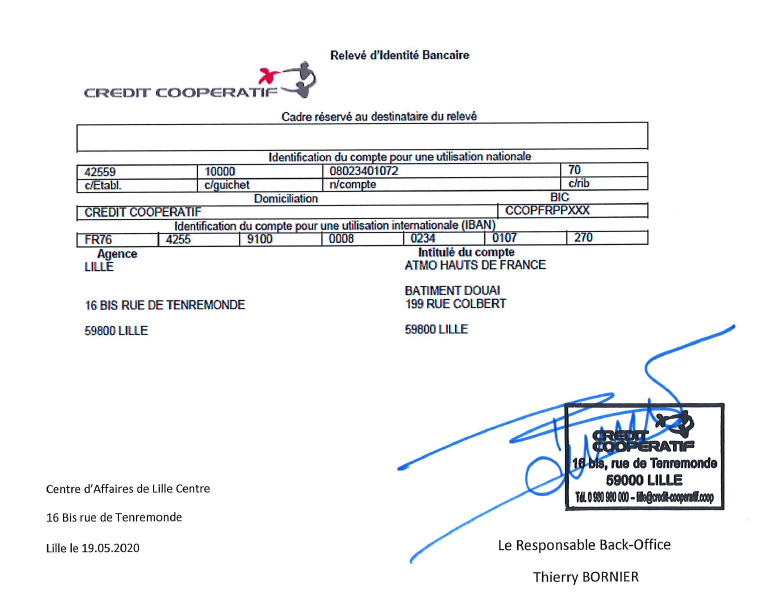 Relevé d'Identité Bancaire
CREDIT COOPERATIF
Cadre réservé au destinataire du relevé
Identification du compte pour une utilisation nationale
42559 10000 08023401072 70
c/Etabl. c/guichet n/compte c/rib
Domiciliation BIC
CREDIT COOPERATIF CCOPFRPPXXX
Identification du compte pour une utilisation internationale (IBAN)
FR76 4255 9100 0008 0234 0107 270
Agence Intitulé du compte
LILLE ATMO HAUTS DE FRANCE
BATIMENT DOUAI
16 BIS RUE DE TENREMONDE 199 RUE COLBERT
59800 LILLE 59800 LILLE
CREDIT
COOPERATIF
16 bis, rue de Tenremonde
59000 LILLE
Tél. 0 980 980 000 – lille@credit-cooperatif.coop
Centre d'Affaires de Lille Centre
16 Bis rue de Tenremonde
Lille le 19.05.2020
Le Responsable Back-Office
Thierry BORNIER